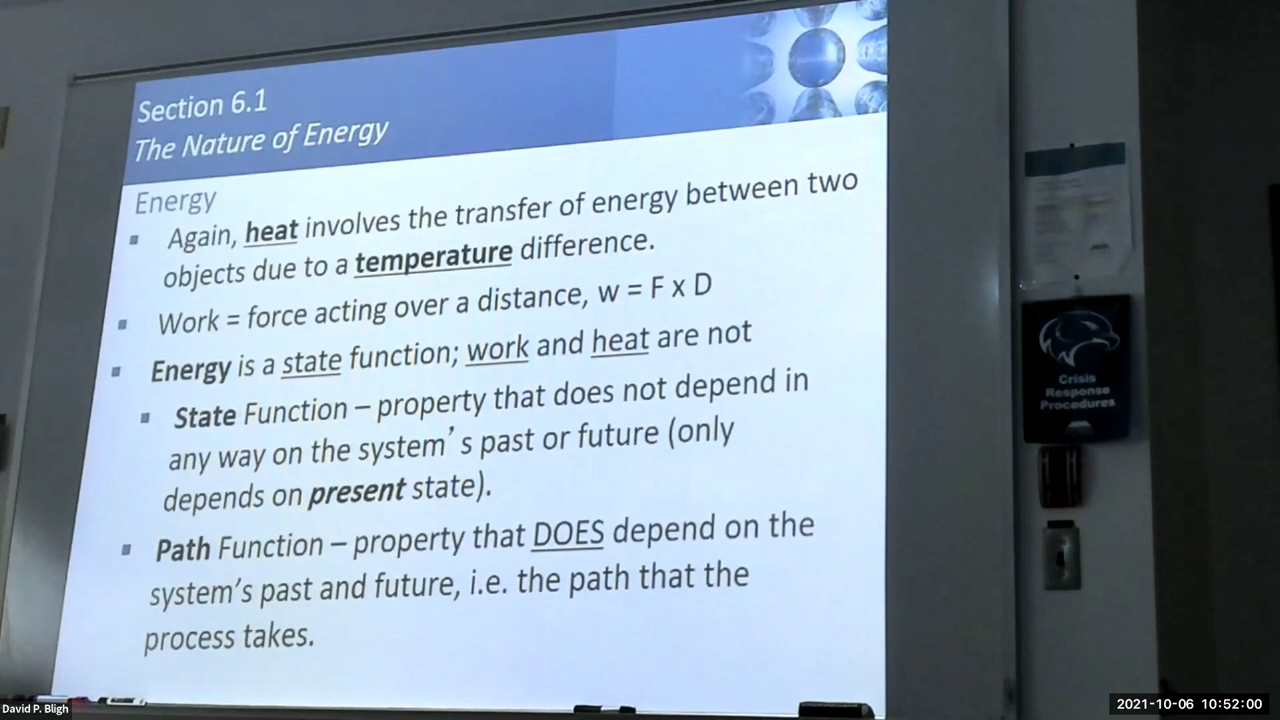 Section 6.1
The Nature of Energy
Energy
▪ Again, heat involves the transfer of energy between two
objects due to a temperature difference.
▪ Work = force acting over a distance, w = F x D
▪ Energy is a state function; work and heat are not
▪ State Function – property that does not depend in
any way on the system's past or future (only
depends on present state).
▪ Path Function – property that DOES depend on the
system's past and future, i.e. the path that the
process takes.
Crisis
Response
Procedures
David P. Bligh
2021-10-06 10:52:00